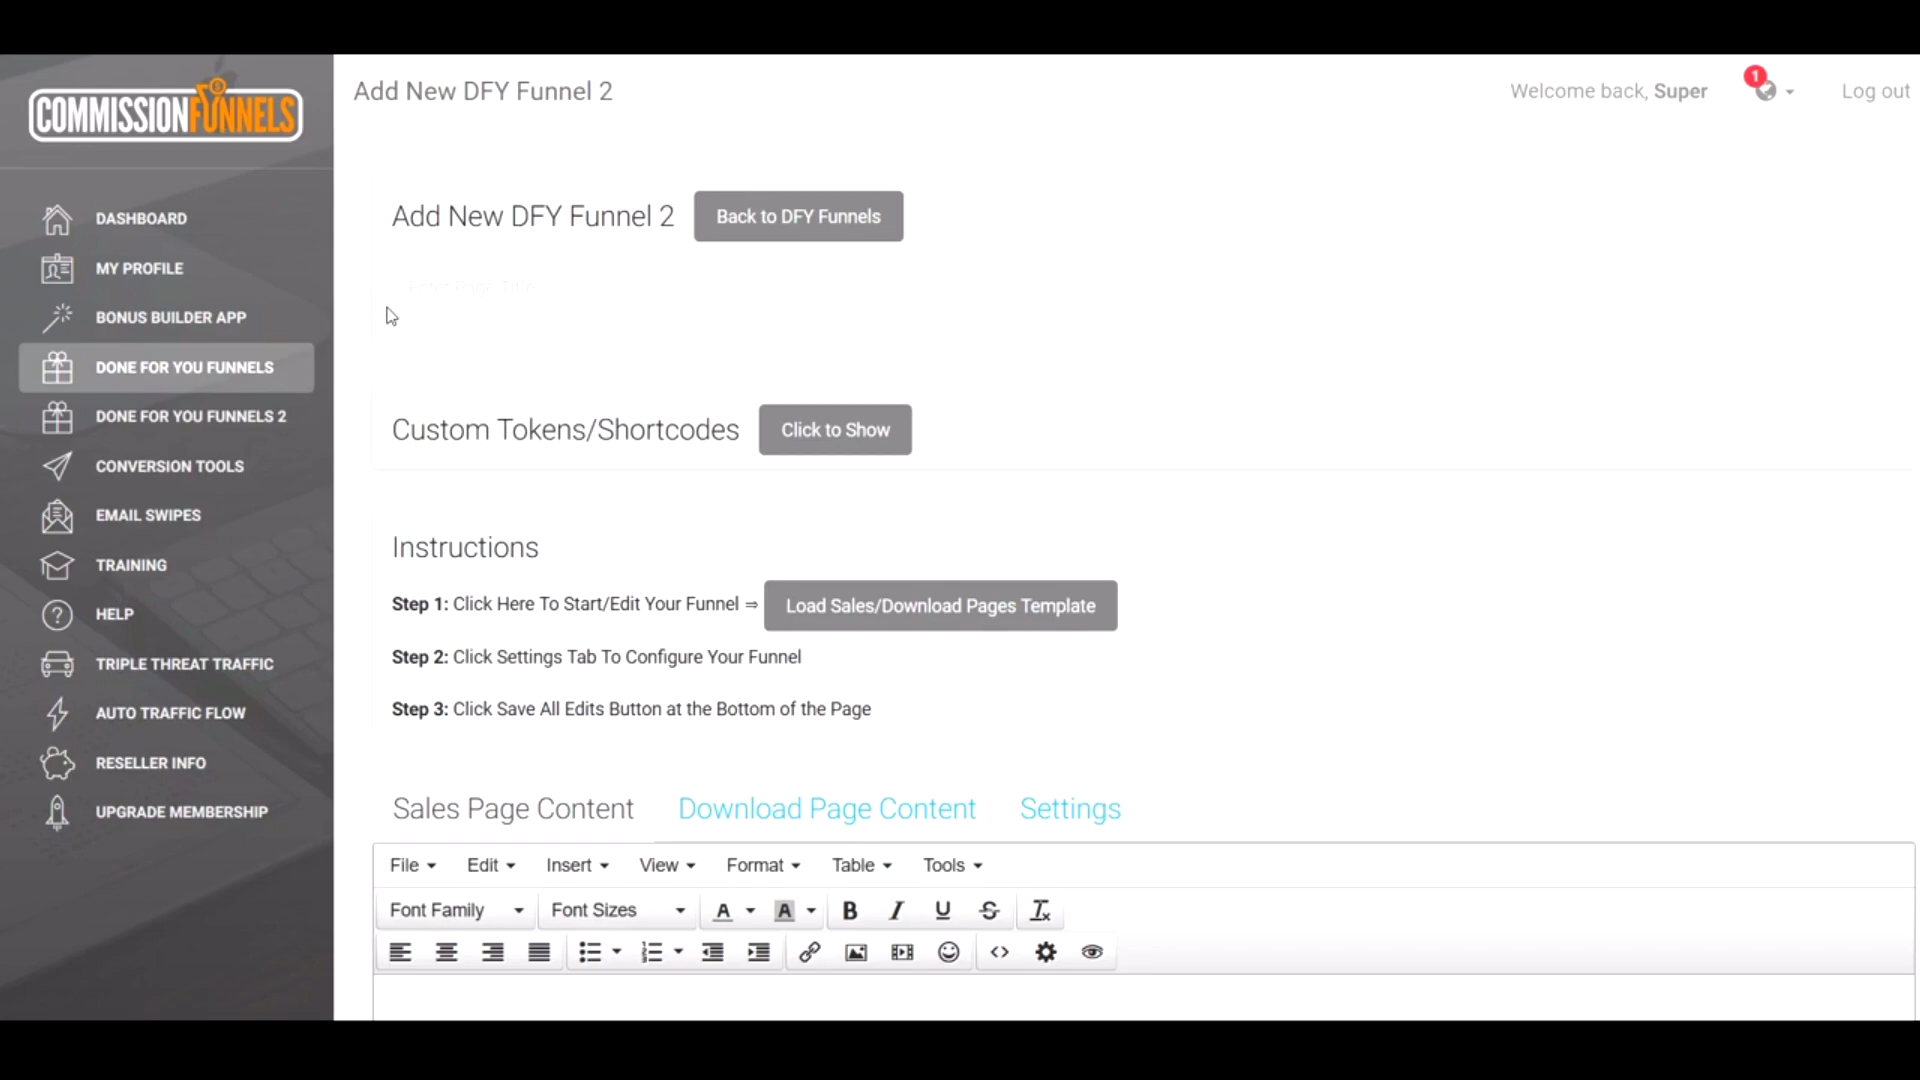 COMMISSIONFUNNELS
Add New DFY Funnel 2
Welcome back, Super
1
Log out
DASHBOARD
MY PROFILE
BONUS BUILDER APP
DONE FOR YOU FUNNELS
DONE FOR YOU FUNNELS 2
CONVERSION TOOLS
EMAIL SWIPES
TRAINING
HELP
TRIPLE THREAT TRAFFIC
AUTO TRAFFIC FLOW
RESELLER INFO
UPGRADE MEMBERSHIP
Add New DFY Funnel 2 Back to DFY Funnels
Enter Page Title
Custom Tokens/Shortcodes Click to Show
Instructions
Step 1: Click Here To Start/Edit Your Funnel ⇒ Load Sales/Download Pages Template
Step 2: Click Settings Tab To Configure Your Funnel
Step 3: Click Save All Edits Button at the Bottom of the Page
Sales Page Content Download Page Content Settings
File Edit Insert View Format Table Tools
Font Family Font Sizes A A B I U S Tx